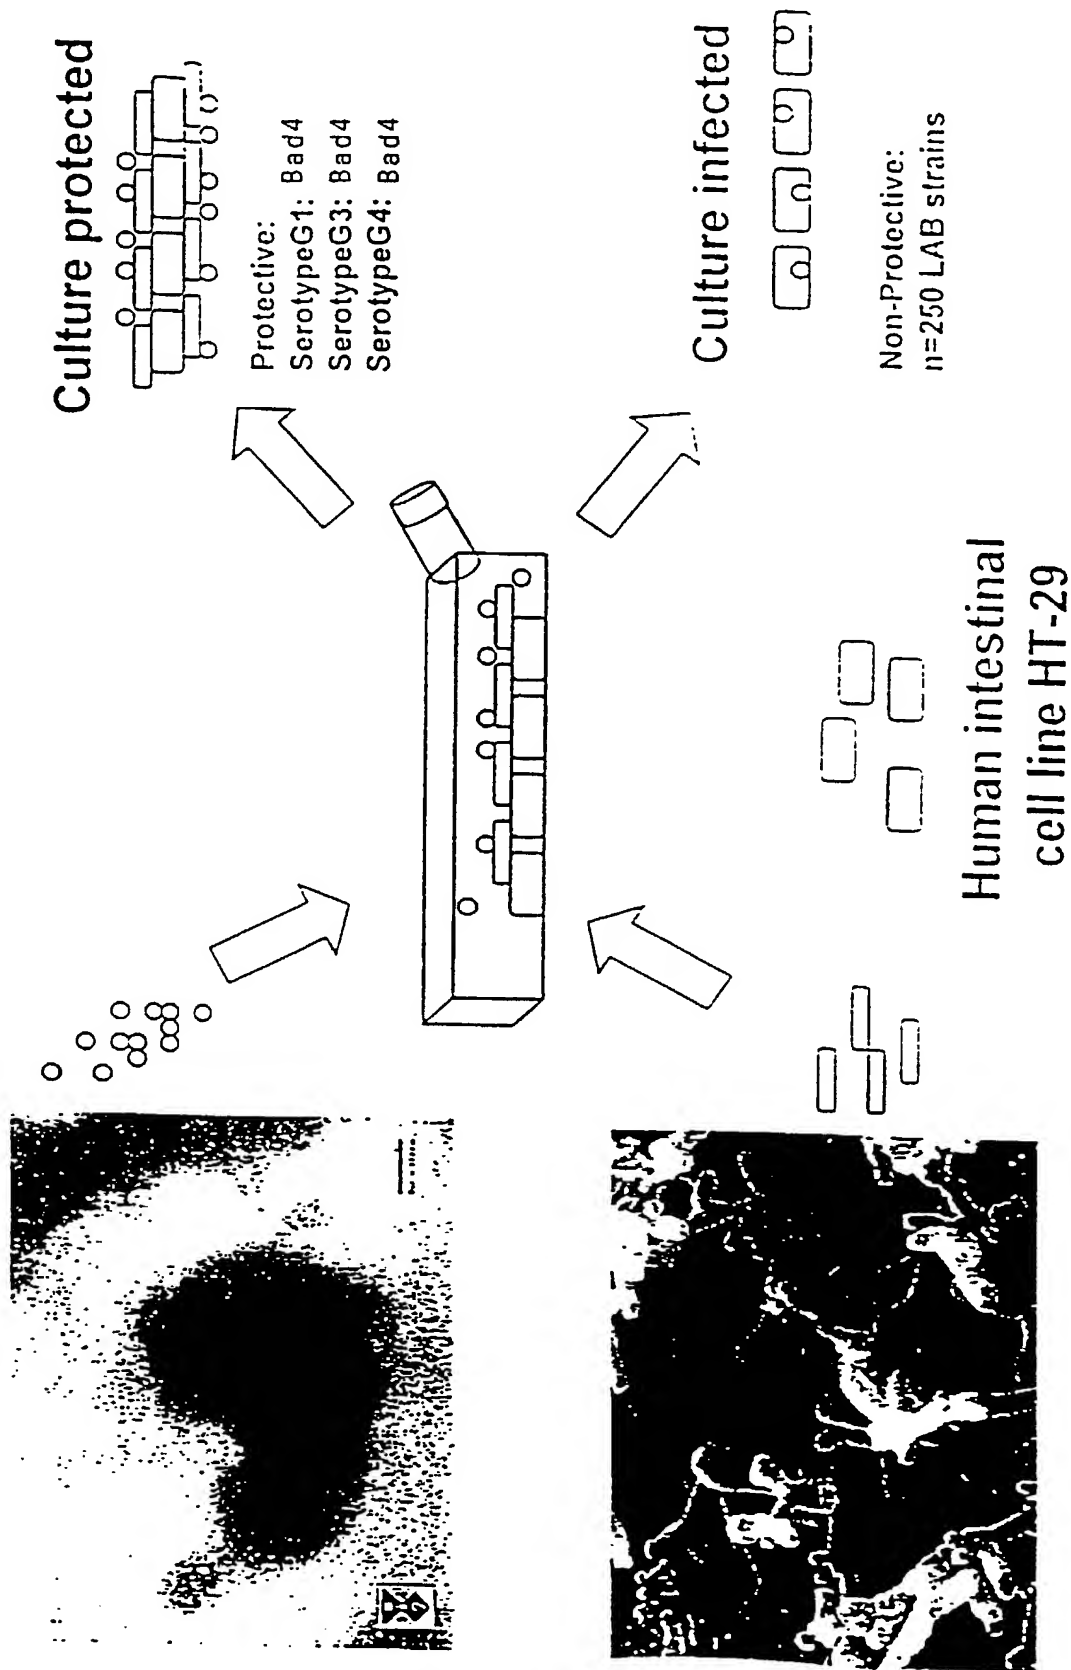 Culture protected
Protective:
SerotypeG1: Bad4
SerotypeG3: Bad4
SerotypeG4: Bad4
Culture infected
Non-Protective:
n=250 LAB strains
Human intestinal
cell line HT-29